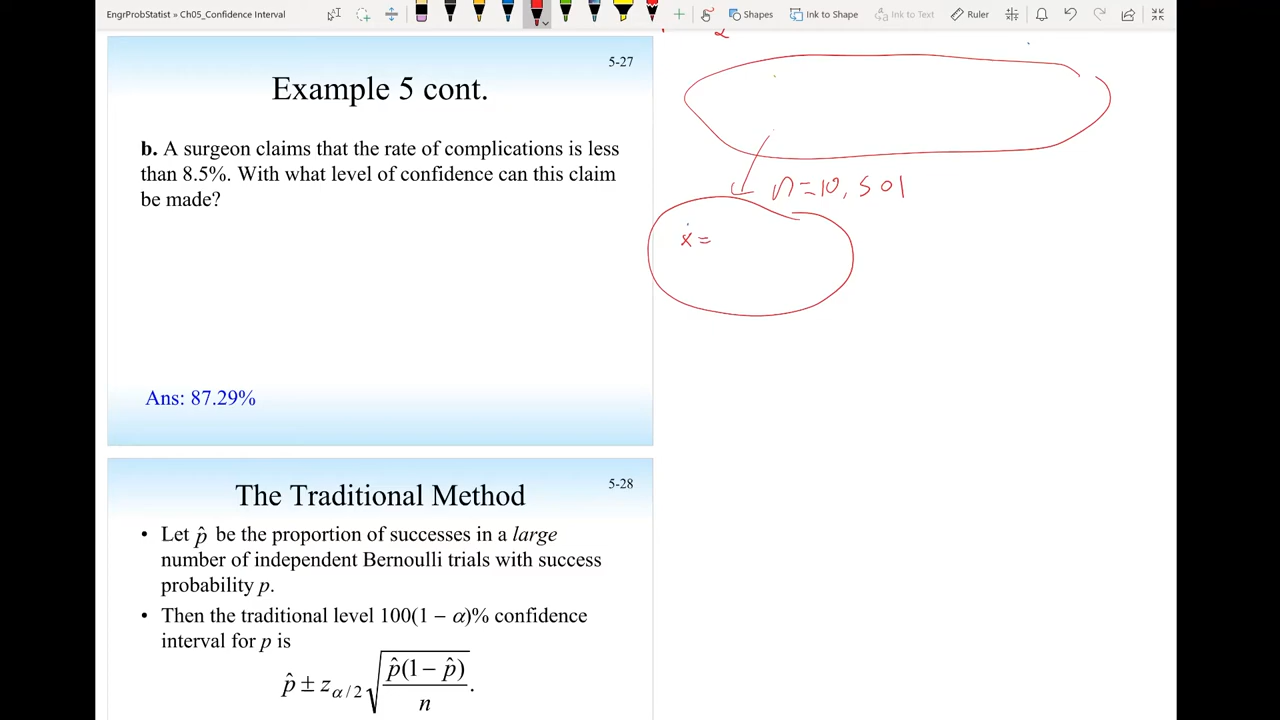 EngrProbStatist » Ch05_Confidence Interval
Shapes
Ink to Shape
Ink to Text
Ruler
5-27
Example 5 cont.
b. A surgeon claims that the rate of complications is less
than 8.5%. With what level of confidence can this claim
be made?
Ans: 87.29%
n=10,501
x=
5-28
The Traditional Method
• Let p̂ be the proportion of successes in a large
number of independent Bernoulli trials with success
probability p.
• Then the traditional level 100(1 − α)% confidence
interval for p is
p̂ ± z_{α/2} √(p̂(1 − p̂)/n).